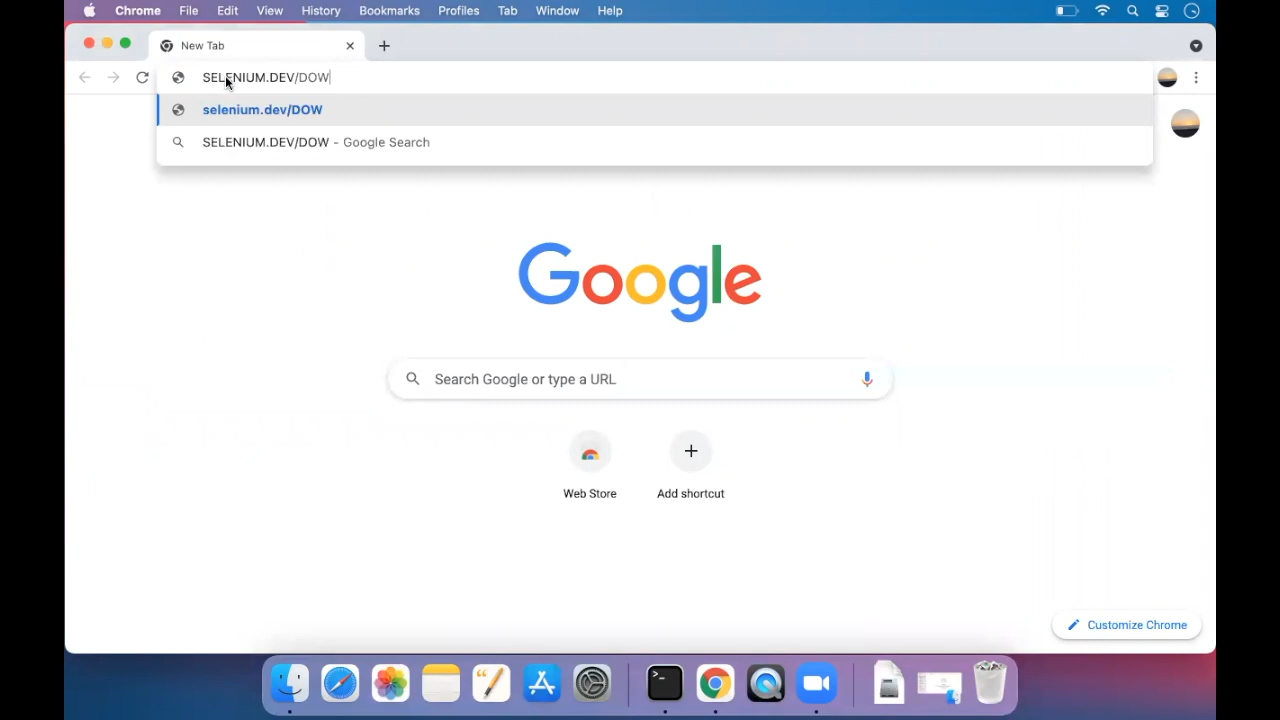 Chrome File Edit View History Bookmarks Profiles Tab Window Help
New Tab
SELENIUM.DEV/DOW
selenium.dev/DOW
SELENIUM.DEV/DOW - Google Search
Google
Search Google or type a URL
Web Store Add shortcut
Customize Chrome